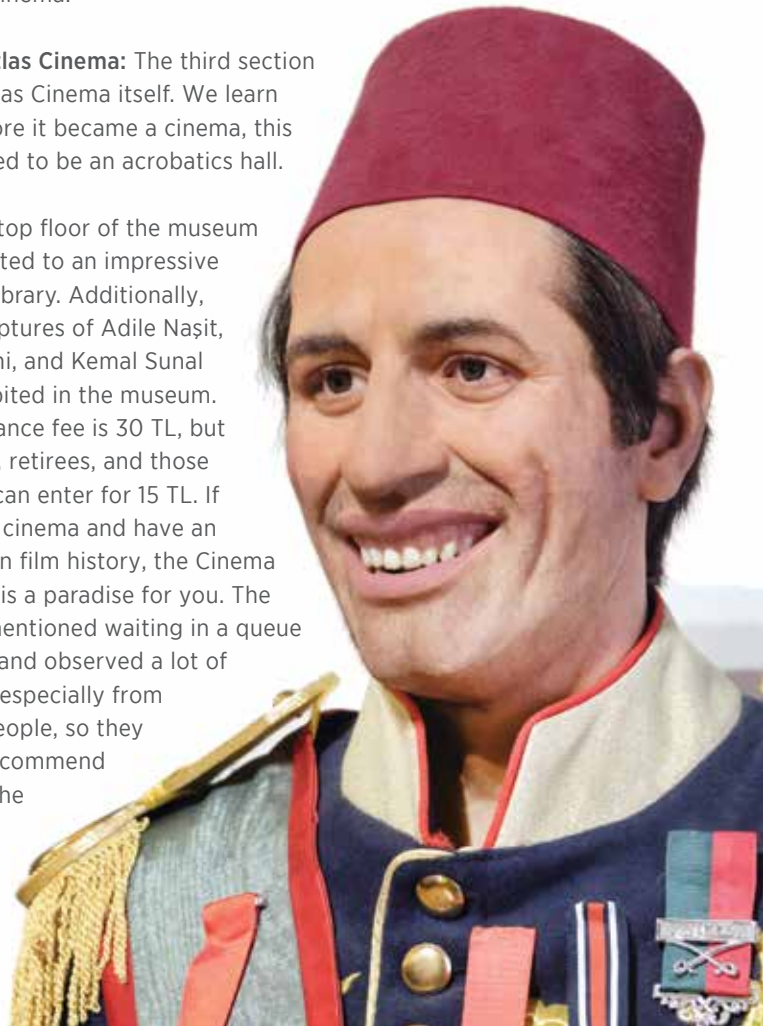 tlas Cinema: The third section
as Cinema itself. We learn
ore it became a cinema, this
ed to be an acrobatics hall.
top floor of the museum
ted to an impressive
brary. Additionally,
ptures of Adile Naşit,
ni, and Kemal Sunal
bited in the museum.
ance fee is 30 TL, but
retirees, and those
can enter for 15 TL. If
cinema and have an
n film history, the Cinema
is a paradise for you. The
mentioned waiting in a queue
and observed a lot of
especially from
eople, so they
commend
he